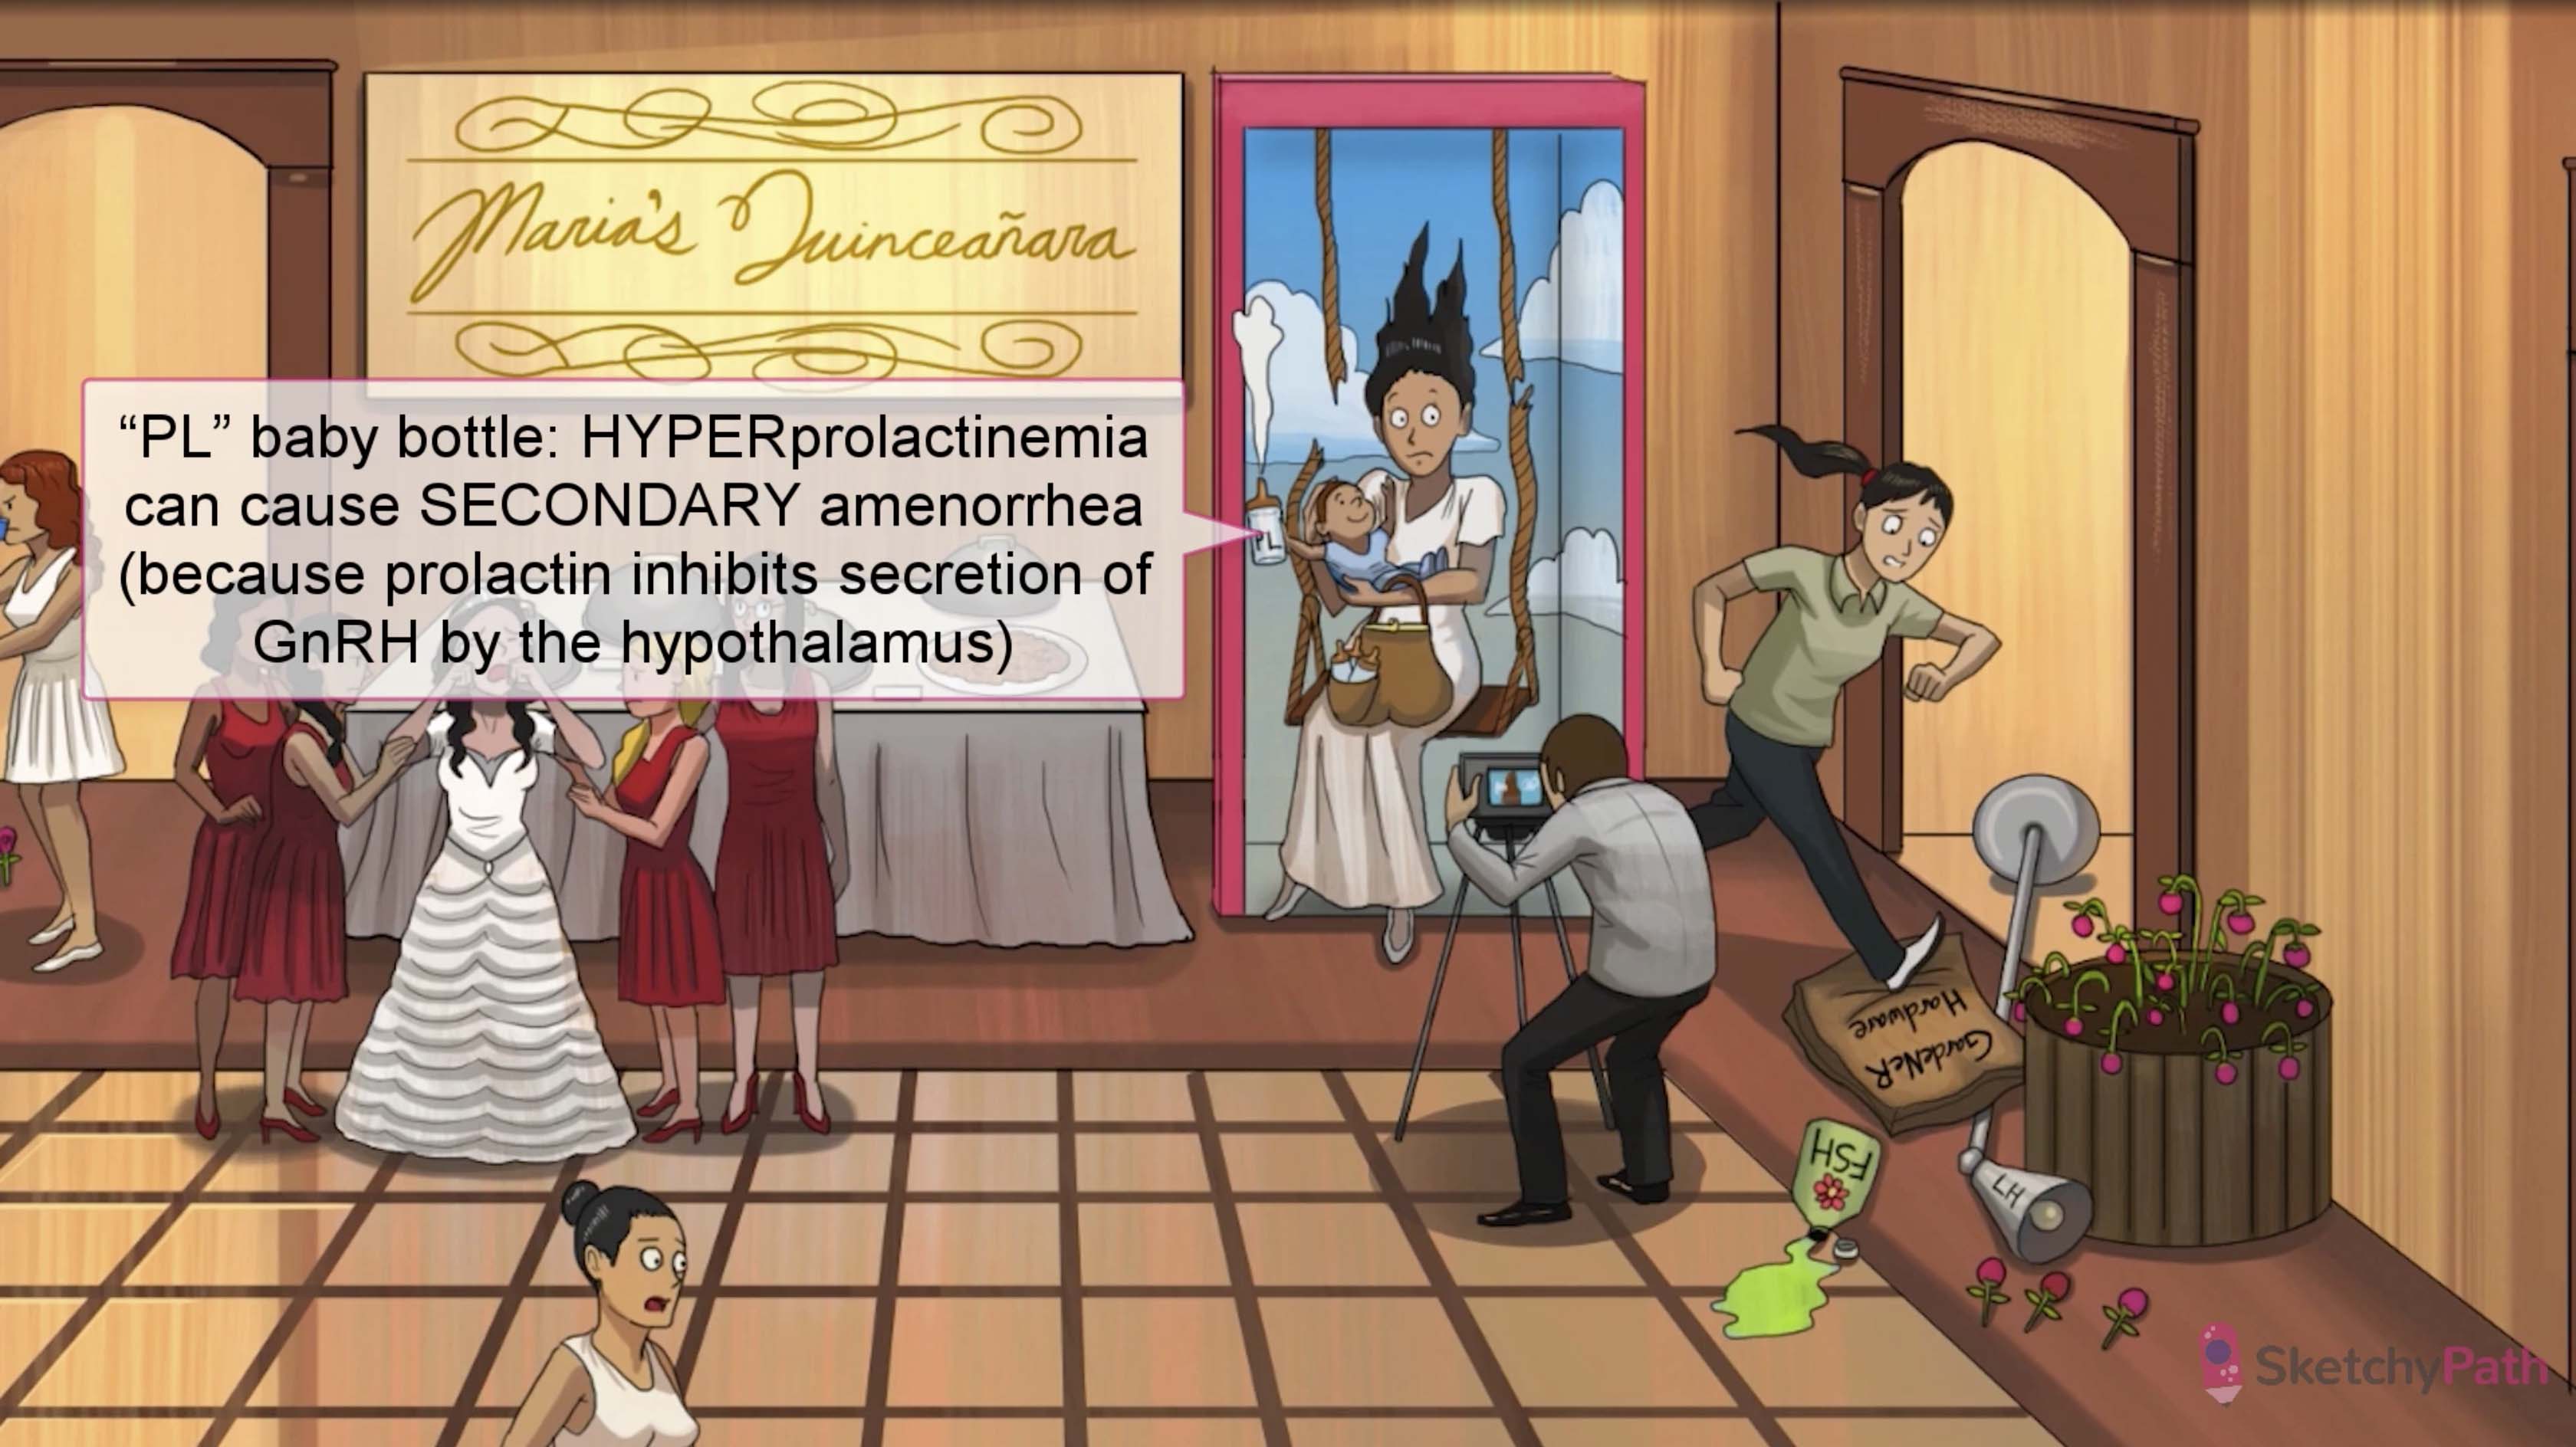 Maria's Quinceañara
“PL” baby bottle: HYPERprolactinemia
can cause SECONDARY amenorrhea
(because prolactin inhibits secretion of
GnRH by the hypothalamus)
PL
GardeNeR
Hardware
FSH
LH
SketchyPath